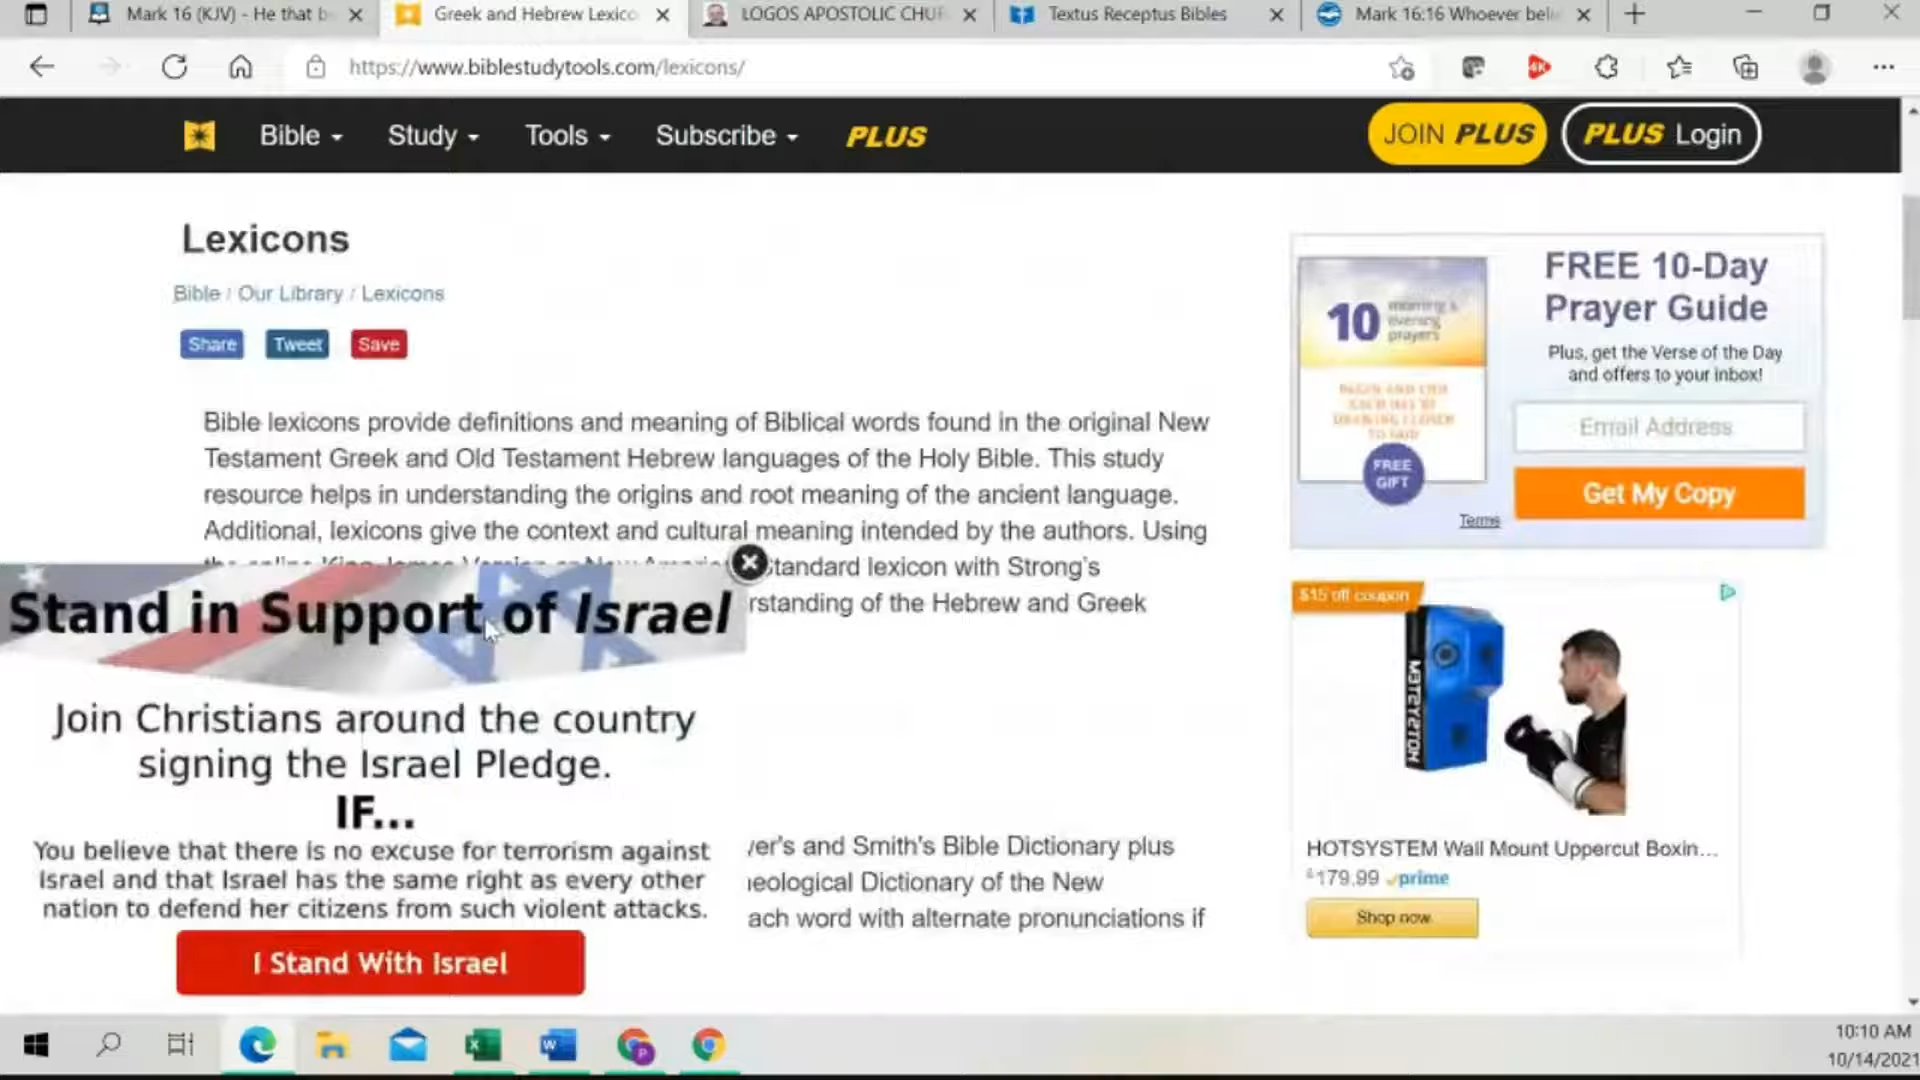 Mark 16 (KJV) - He that b
Greek and Hebrew Lexico
LOGOS APOSTOLIC CHUR
Textus Receptus Bibles
Mark 16:16 Whoever beli
https://www.biblestudytools.com/lexicons/
Bible
Study
Tools
Subscribe
PLUS
JOIN PLUS
PLUS Login
Lexicons
Bible / Our Library / Lexicons
Share
Tweet
Save
Bible lexicons provide definitions and meaning of Biblical words found in the original New
Testament Greek and Old Testament Hebrew languages of the Holy Bible. This study
resource helps in understanding the origins and root meaning of the ancient language.
Additional, lexicons give the context and cultural meaning intended by the authors. Using
Standard lexicon with Strong's
rstanding of the Hebrew and Greek
Stand in Support of Israel
Join Christians around the country
signing the Israel Pledge.
IF...
You believe that there is no excuse for terrorism against
Israel and that Israel has the same right as every other
nation to defend her citizens from such violent attacks.
I Stand With Israel
ver's and Smith's Bible Dictionary plus
eological Dictionary of the New
ach word with alternate pronunciations if
10 morning &
evening
prayers
FREE
GIFT
FREE 10-Day
Prayer Guide
Plus, get the Verse of the Day
and offers to your inbox!
Email Address
Get My Copy
Terms
$15 off coupon
HOTSYSTEM Wall Mount Uppercut Boxin...
179.99 prime
Shop now
10:10 AM
10/14/2021